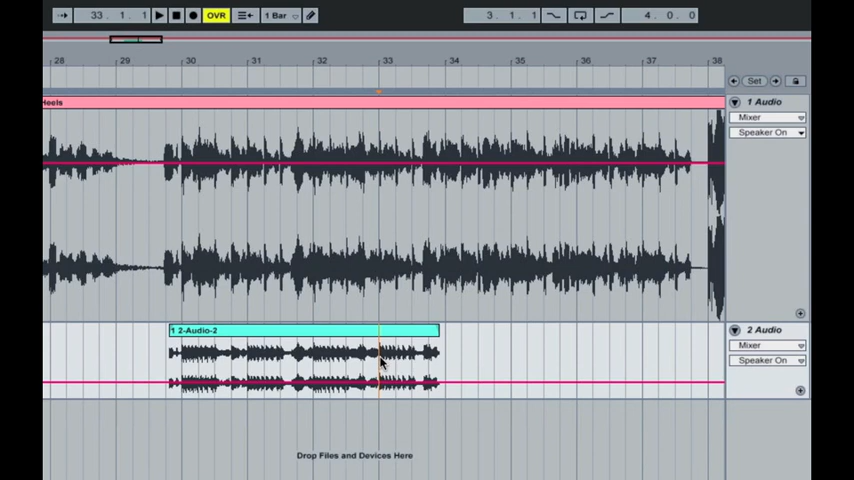 33. 1. 1
OVR
1 Bar
3. 1. 1
4. 0. 0
28
29
30
31
32
33
34
35
36
37
38
Set
Heels
1 Audio
Mixer
Speaker On
1 2-Audio-2
2 Audio
Mixer
Speaker On
Drop Files and Devices Here